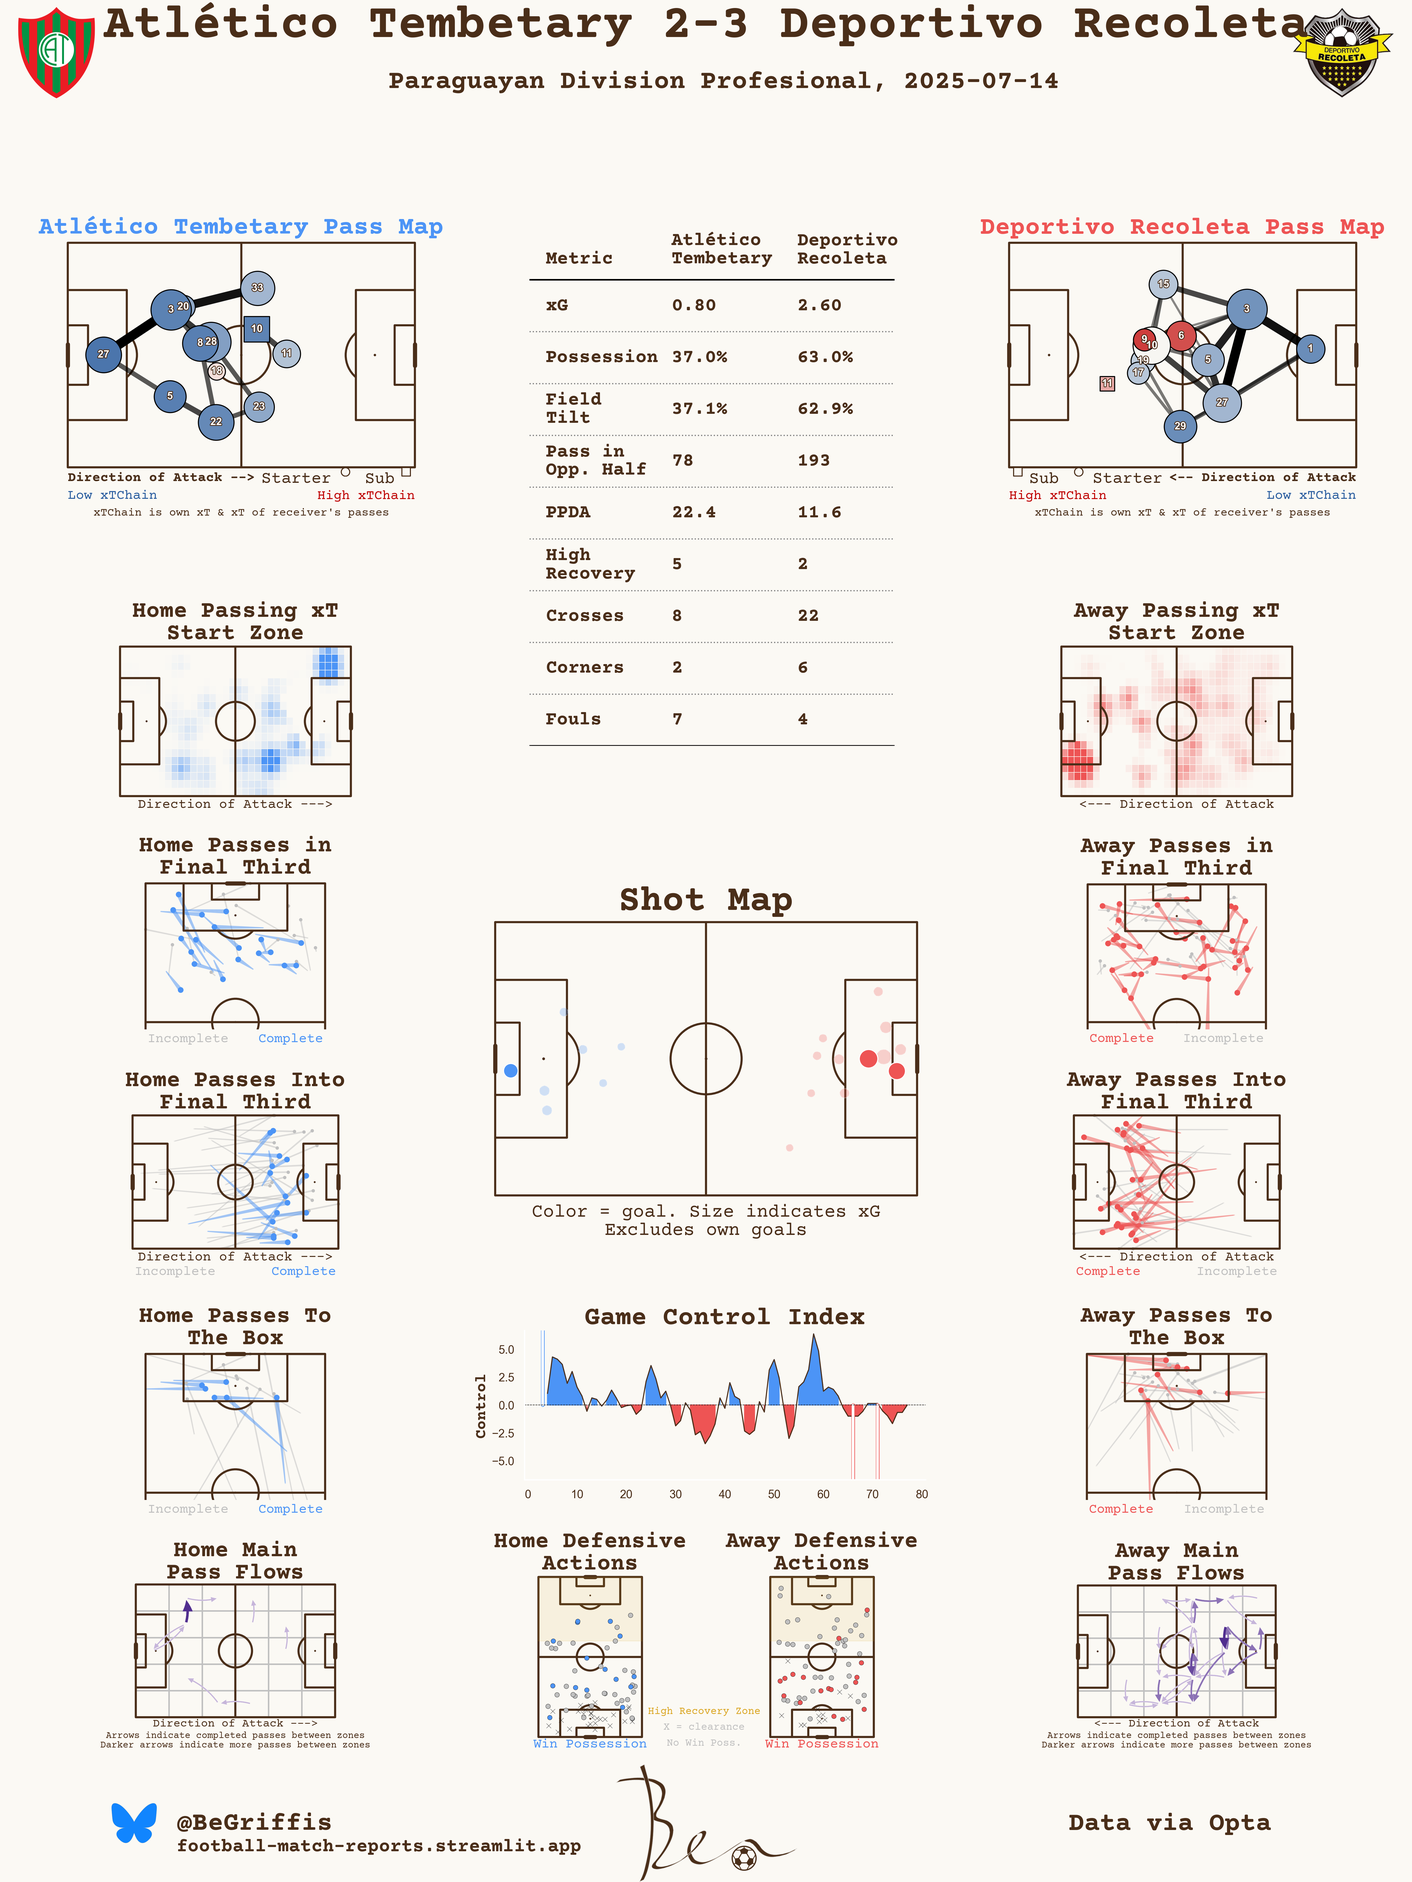 Atlético Tembetary 2-3 Deportivo Recoleta
Paraguayan Division Profesional, 2025-07-14
CAT
DEPORTIVO
RECOLETA
Atlético Tembetary Pass Map
33
20
3
10
8
28
11
27
18
5
23
22
Direction of Attack --> Starter Sub
Low xTChain High xTChain
xTChain is own xT & xT of receiver's passes
Metric Atlético Tembetary Deportivo Recoleta
xG 0.80 2.60
Possession 37.0% 63.0%
Field Tilt 37.1% 62.9%
Pass in Opp. Half 78 193
PPDA 22.4 11.6
High Recovery 5 2
Crosses 8 22
Corners 2 6
Fouls 7 4
Deportivo Recoleta Pass Map
15
3
6
9
10
1
19
5
17
11
27
29
Sub Starter <-- Direction of Attack
High xTChain Low xTChain
xTChain is own xT & xT of receiver's passes
Home Passing xT
Start Zone
Direction of Attack --->
Away Passing xT
Start Zone
<--- Direction of Attack
Home Passes in
Final Third
Incomplete Complete
Away Passes in
Final Third
Complete Incomplete
Shot Map
Color = goal. Size indicates xG
Excludes own goals
Home Passes Into
Final Third
Direction of Attack --->
Incomplete Complete
Away Passes Into
Final Third
<--- Direction of Attack
Complete Incomplete
Home Passes To
The Box
Incomplete Complete
Game Control Index
Control
5.0
2.5
0.0
−2.5
−5.0
0 10 20 30 40 50 60 70 80
Away Passes To
The Box
Complete Incomplete
Home Main
Pass Flows
Direction of Attack --->
Arrows indicate completed passes between zones
Darker arrows indicate more passes between zones
Home Defensive
Actions
Win Possession
High Recovery Zone
X = clearance
No Win Poss.
Away Defensive
Actions
Win Possession
Away Main
Pass Flows
<--- Direction of Attack
Arrows indicate completed passes between zones
Darker arrows indicate more passes between zones
@BeGriffis
football-match-reports.streamlit.app
Ben
Data via Opta